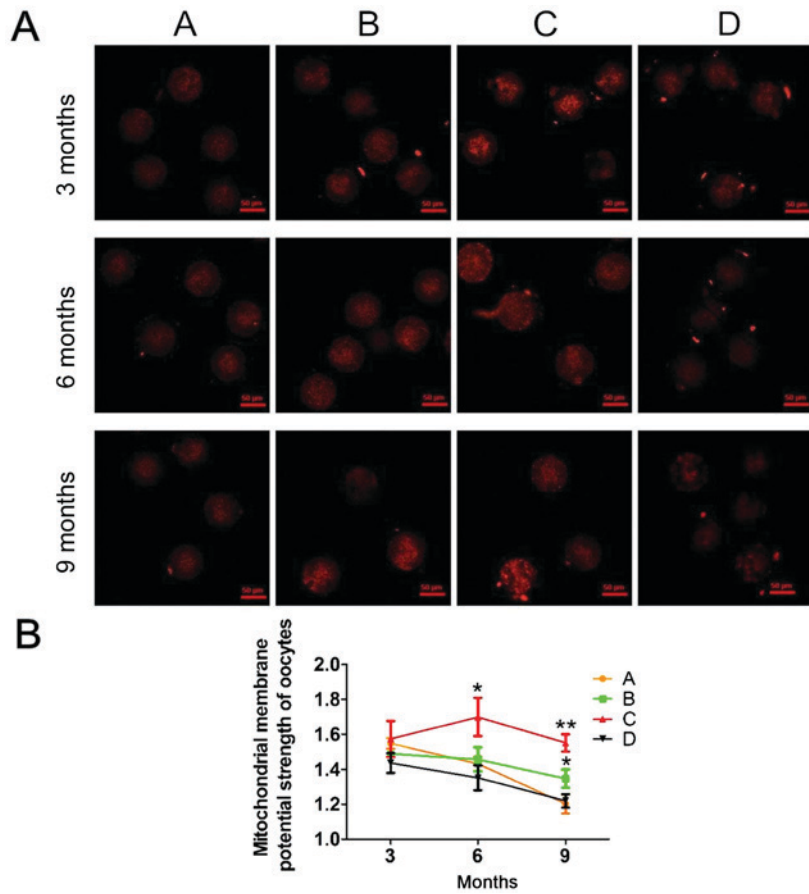 A
A B C D
3 months
50 µm 50 µm 50 µm 50 µm
6 months
50 µm 50 µm 50 µm 50 µm
9 months
50 µm 50 µm 50 µm 50 µm
B
Mitochondrial membrane
potential strength of oocytes
2.0
1.8
1.6
1.4
1.2
1.0
* ** *
A
B
C
D
3 6 9
Months